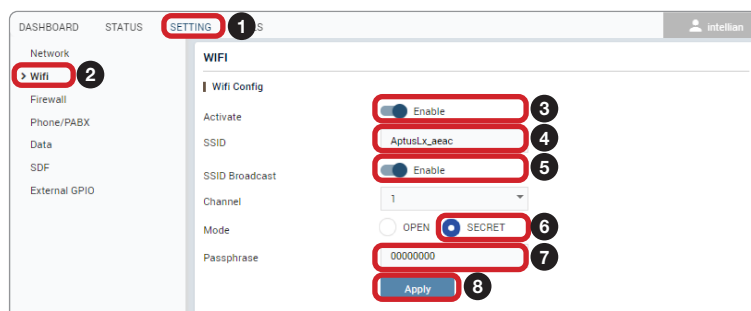 DASHBOARD STATUS SETTING 1 LS intellian
Network
> Wifi 2
Firewall
Phone/PABX
Data
SDF
External GPIO
WIFI
Wifi Config
Activate Enable 3
SSID AptusLx_aeac 4
SSID Broadcast Enable 5
Channel 1
Mode OPEN SECRET 6
Passphrase 00000000 7
Apply 8